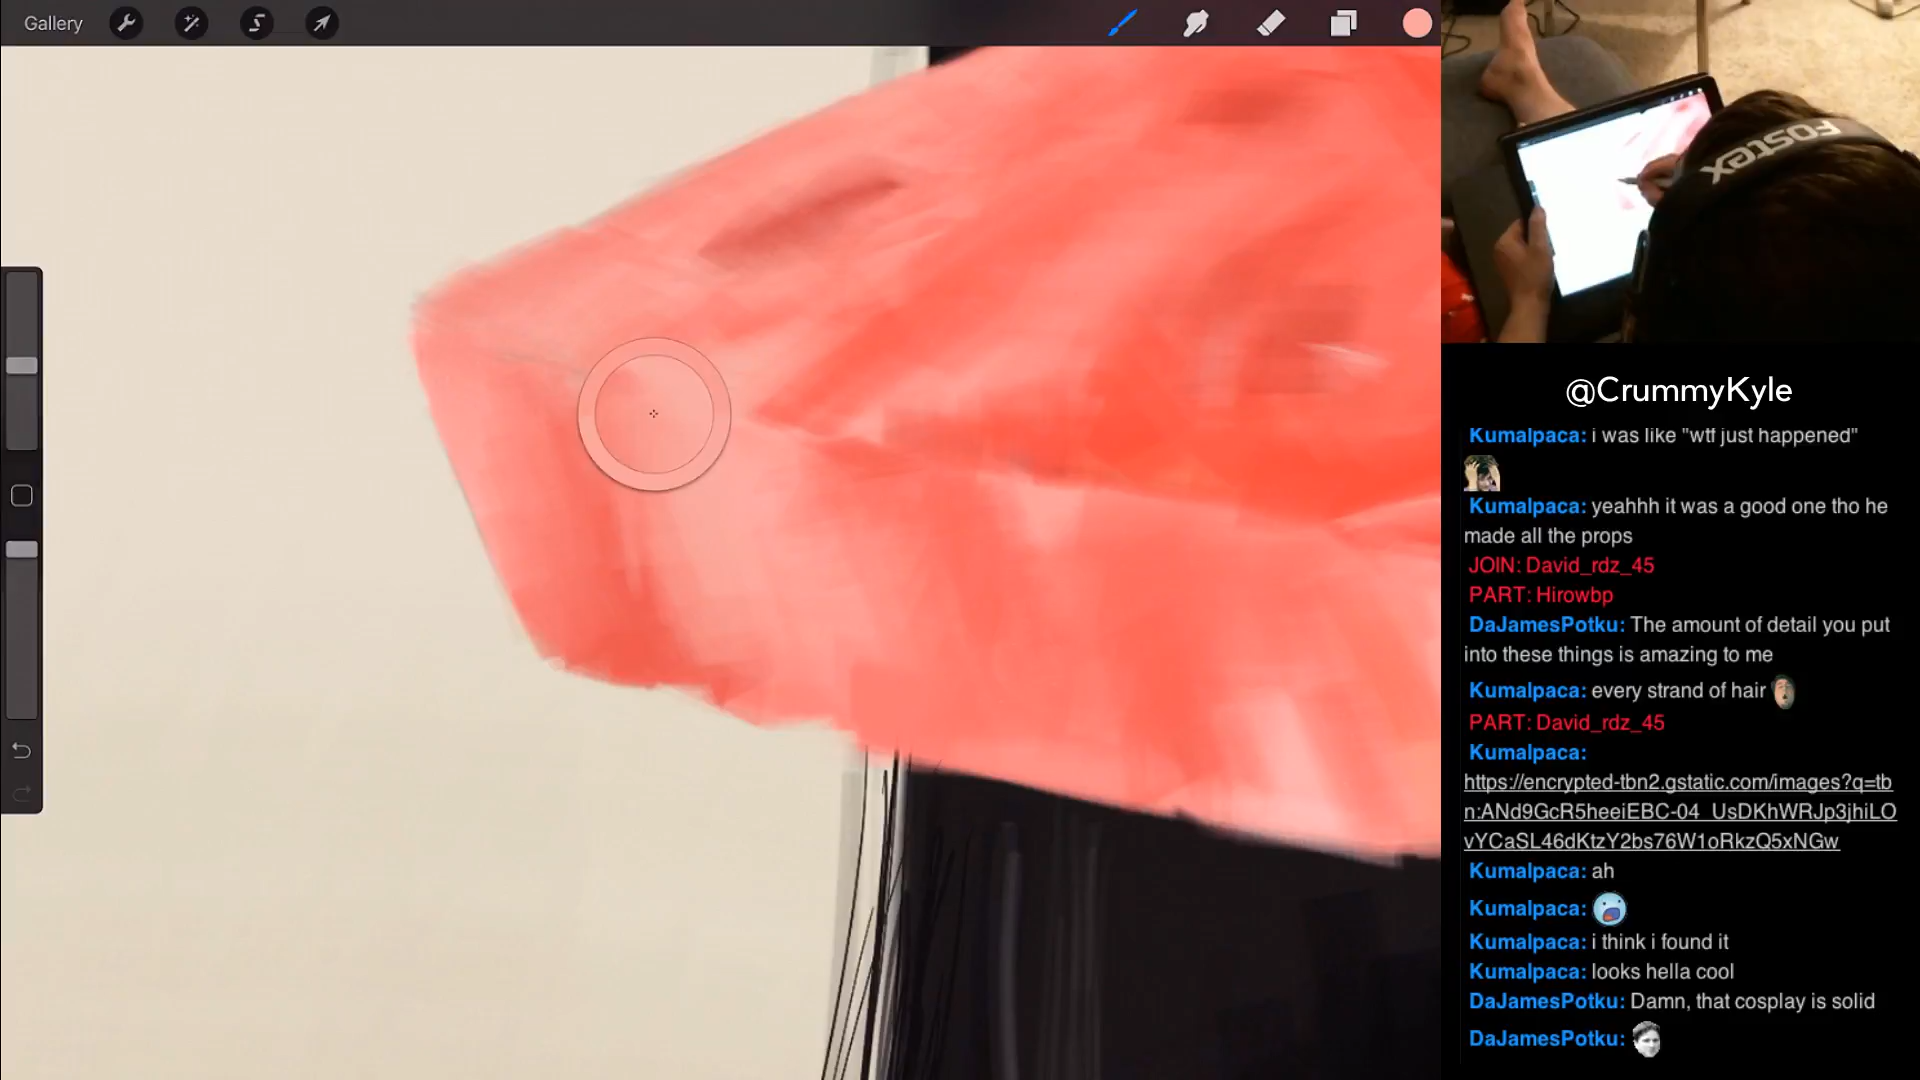 Gallery
FOSTEX
@CrummyKyle
Kumalpaca: i was like "wtf just happened"
Kumalpaca: yeahhh it was a good one tho he
made all the props
JOIN: David_rdz_45
PART: Hirowbp
DaJamesPotku: The amount of detail you put
into these things is amazing to me
Kumalpaca: every strand of hair
PART: David_rdz_45
Kumalpaca:
https://encrypted-tbn2.gstatic.com/images?q=tb
n:ANd9GcR5heeiEBC-04_UsDKhWRJp3jhiLO
vYCaSL46dKtzY2bs76W1oRkzQ5xNGw
Kumalpaca: ah
Kumalpaca:
Kumalpaca: i think i found it
Kumalpaca: looks hella cool
DaJamesPotku: Damn, that cosplay is solid
DaJamesPotku: